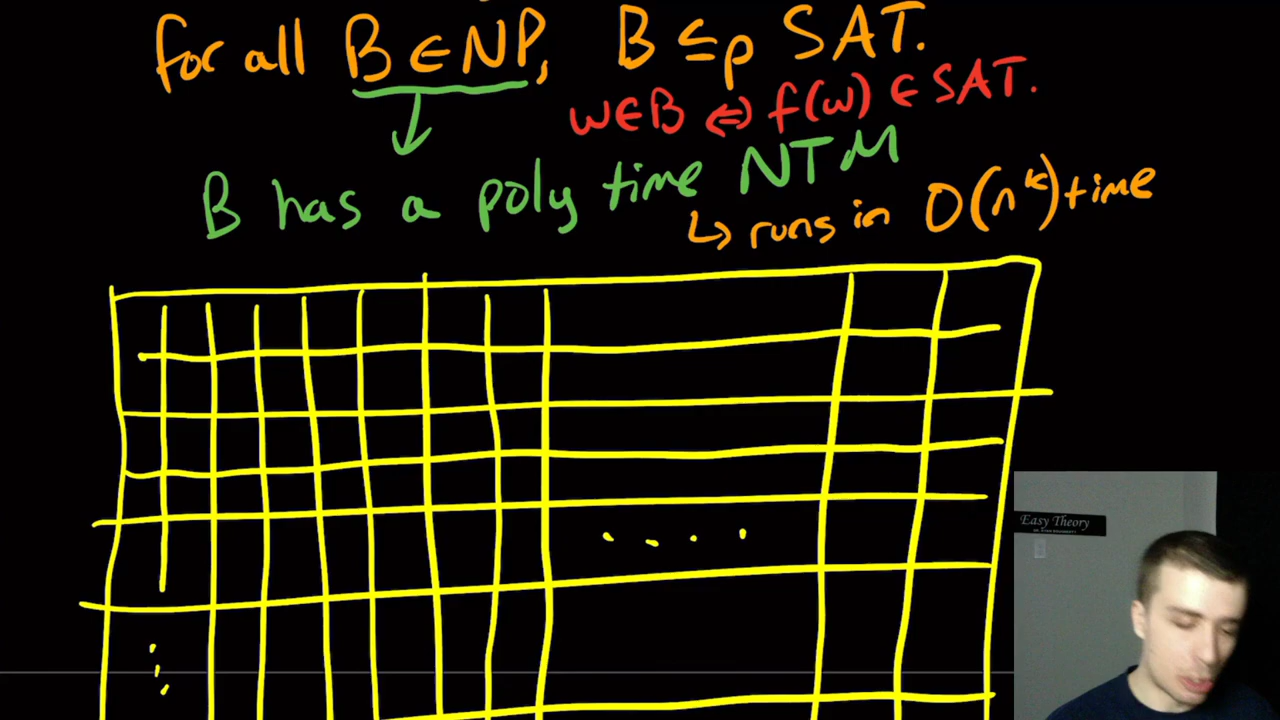 for all B ∈ NP, B ≤p SAT.
w∈B ⇔ f(w) ∈ SAT.
B has a poly time NTM
↳ runs in O(n^k) time
Easy Theory